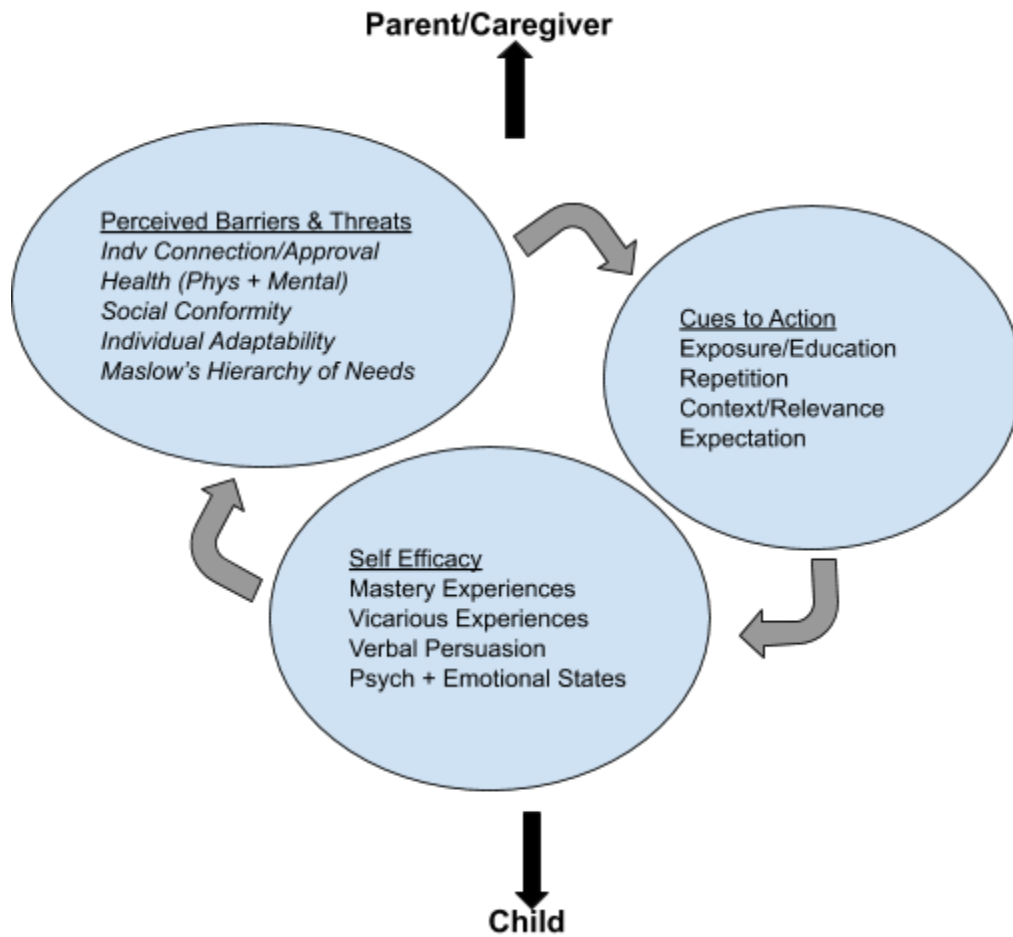 Parent/Caregiver
Perceived Barriers & Threats
Indv Connection/Approval
Health (Phys + Mental)
Social Conformity
Individual Adaptability
Maslow's Hierarchy of Needs
Cues to Action
Exposure/Education
Repetition
Context/Relevance
Expectation
Self Efficacy
Mastery Experiences
Vicarious Experiences
Verbal Persuasion
Psych + Emotional States
Child